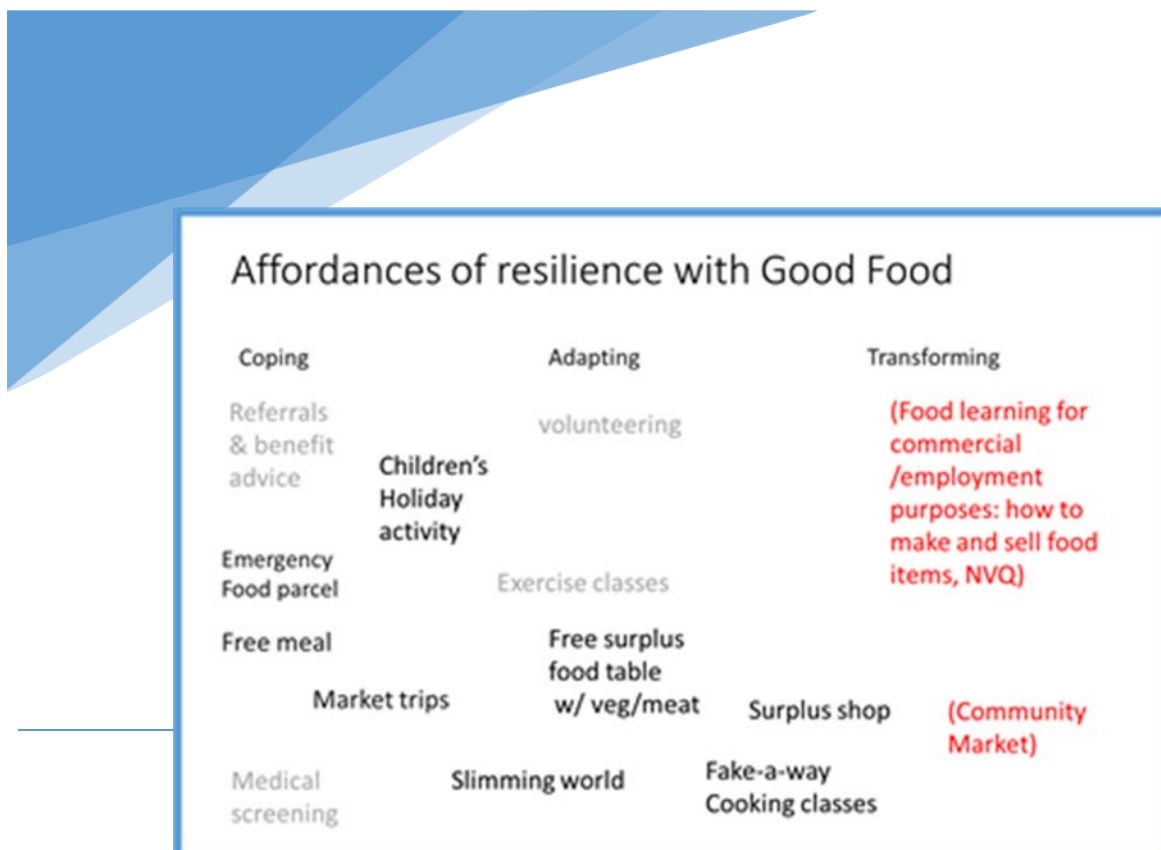 Affordances of resilience with Good Food
Coping
Adapting
Transforming
Referrals
& benefit
advice
volunteering
(Food learning for
commercial
/employment
purposes: how to
make and sell food
items, NVQ)
Children's
Holiday
activity
Emergency
Food parcel
Exercise classes
Free meal
Free surplus
food table
w/ veg/meat
Market trips
Surplus shop
(Community
Market)
Medical
screening
Slimming world
Fake-a-way
Cooking classes